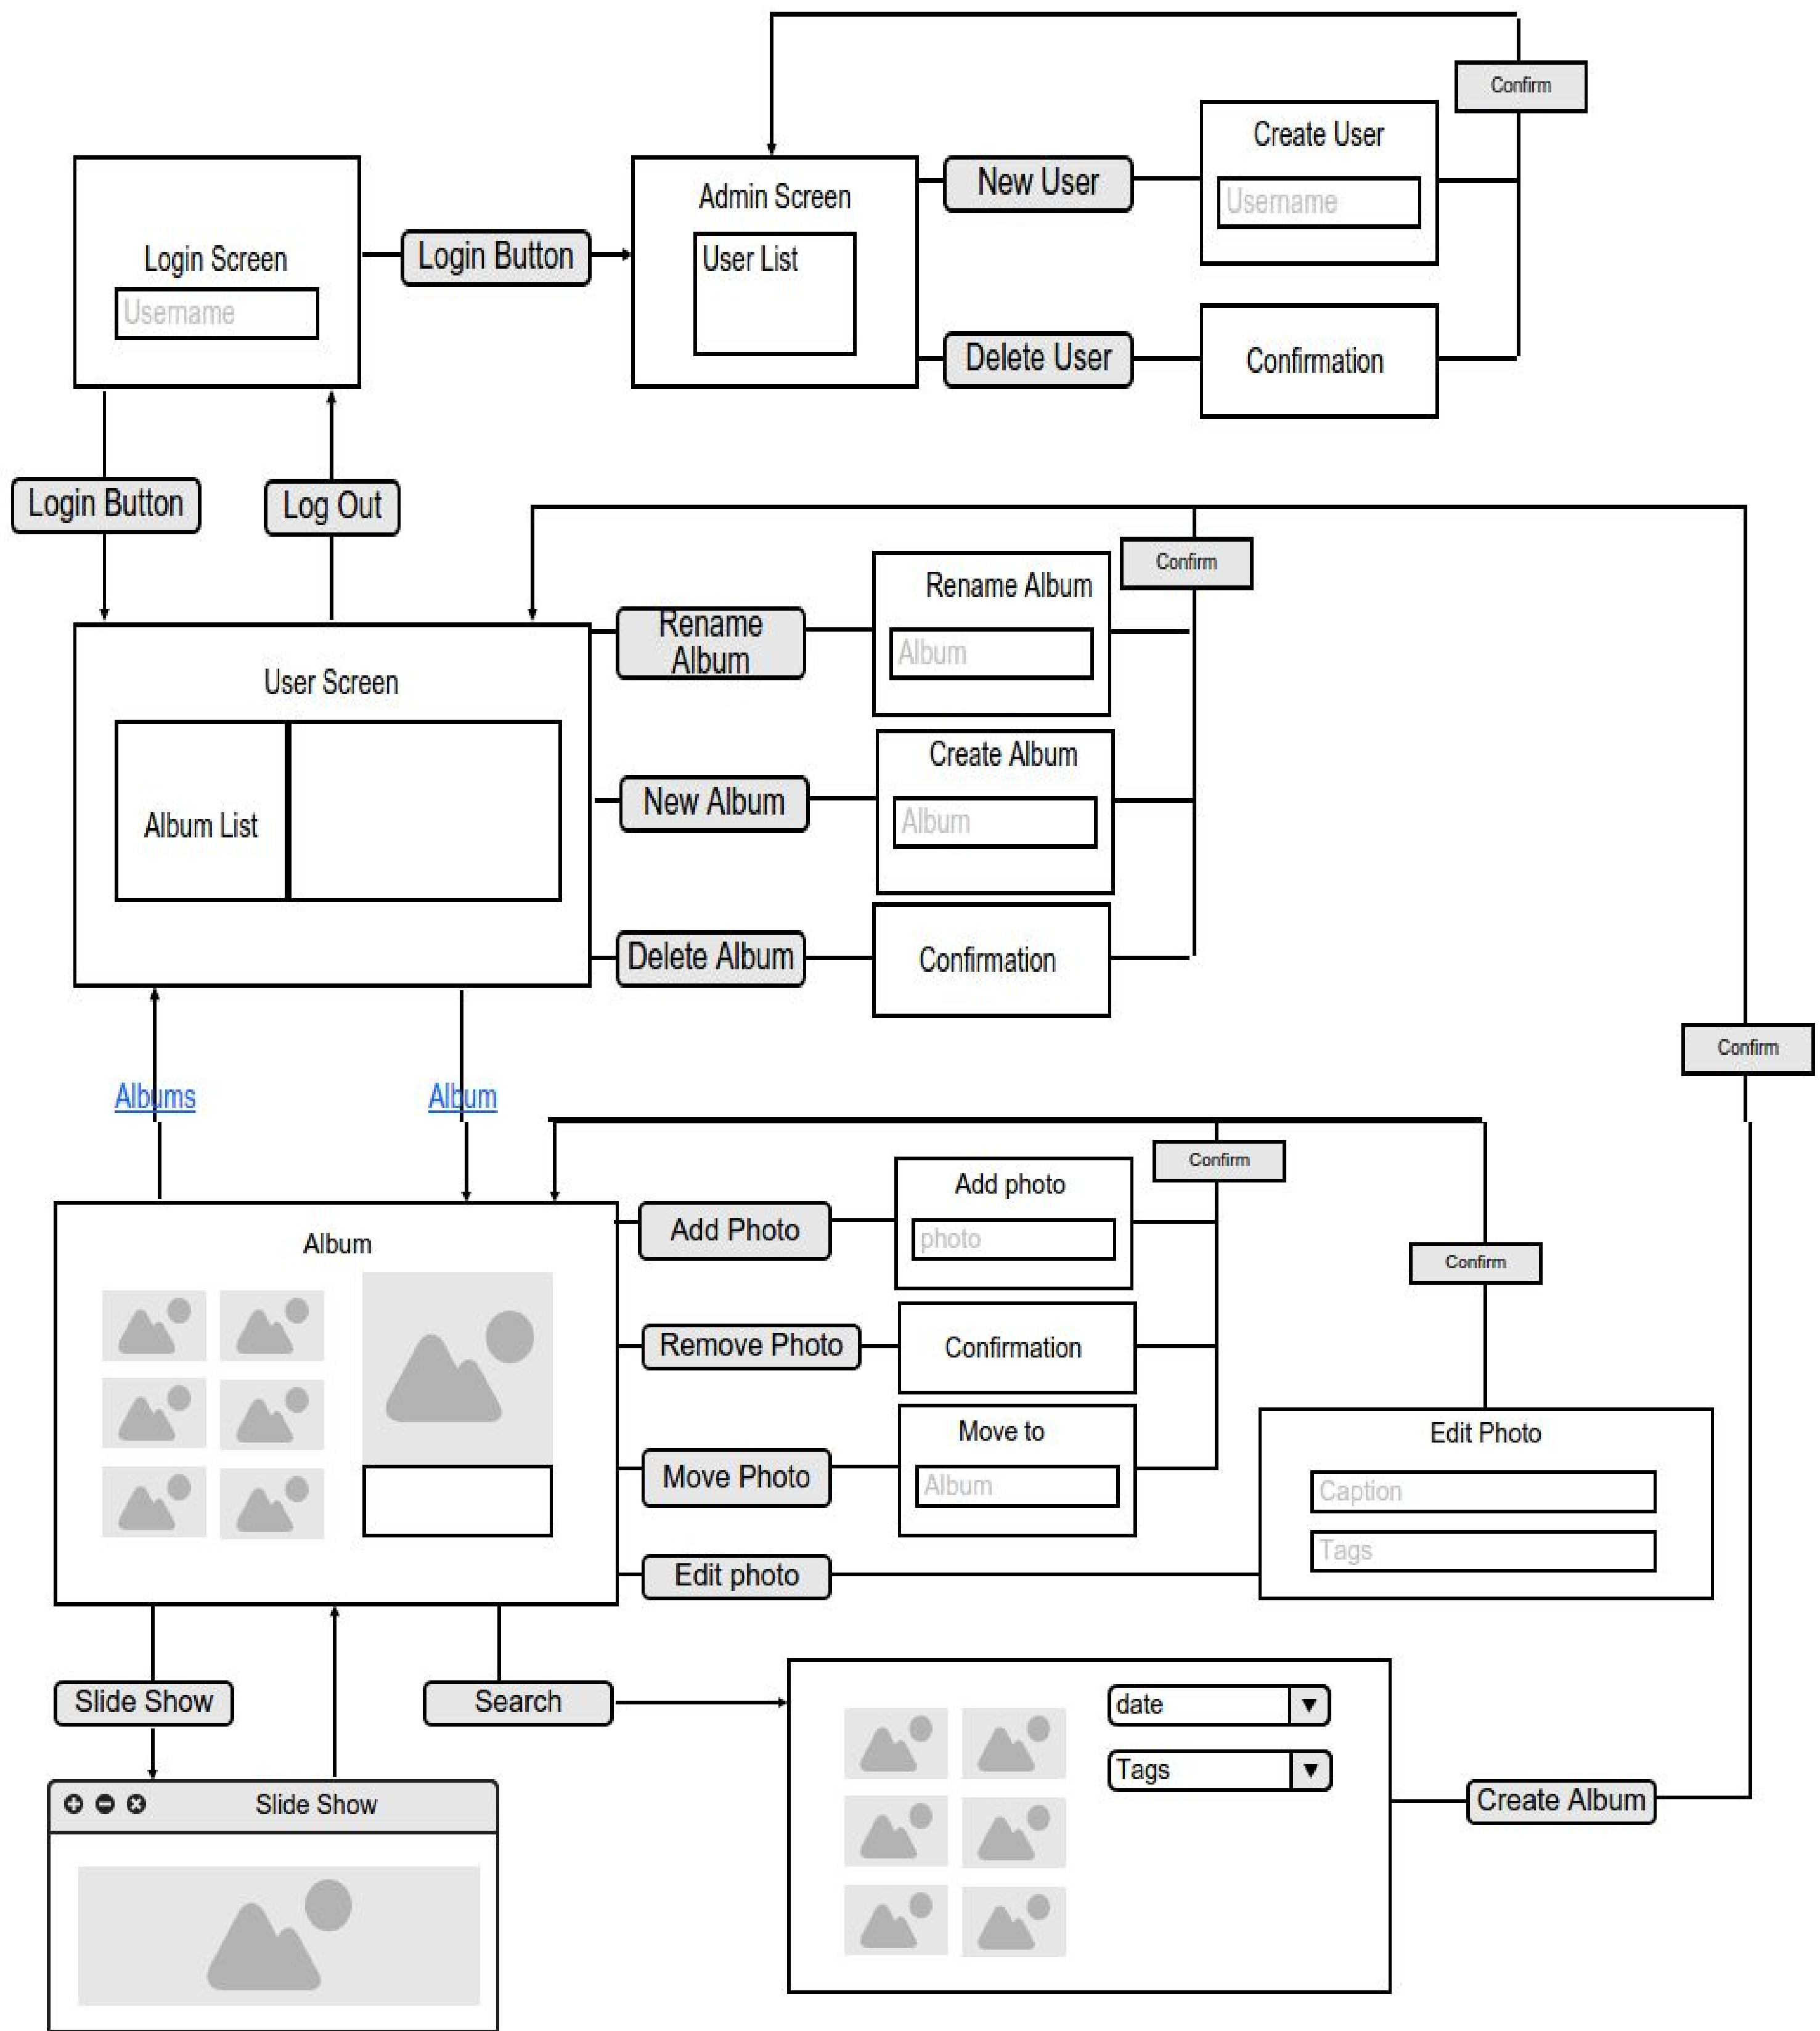 Confirm
Create User
Username
New User
Admin Screen
User List
Login Screen
Username
Login Button
Delete User
Confirmation
Login Button
Log Out
Confirm
Rename Album
Album
Rename
Album
User Screen
Album List
Create Album
Album
New Album
Delete Album
Confirmation
Confirm
Albums
Album
Confirm
Add photo
photo
Add Photo
Album
Confirm
Remove Photo
Confirmation
Move to
Album
Move Photo
Edit Photo
Caption
Tags
Edit photo
Slide Show
Search
date
Tags
Create Album
Slide Show